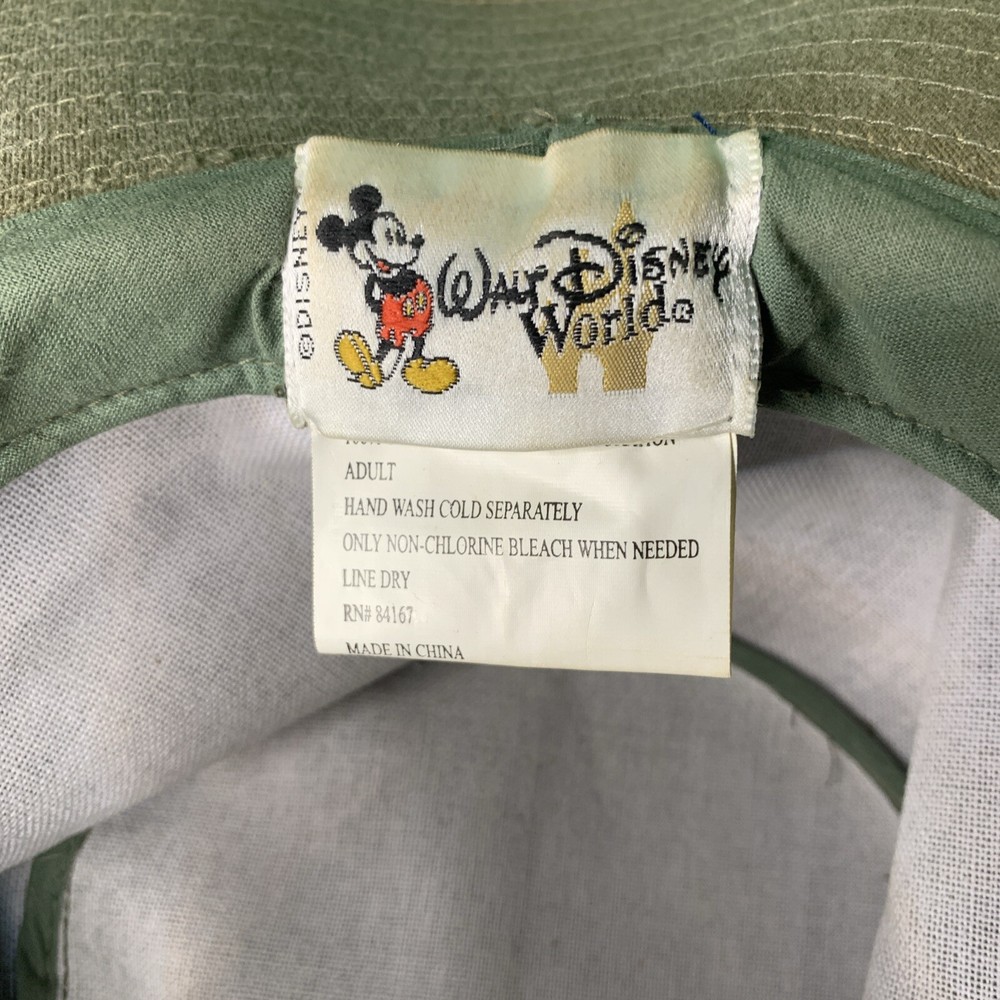 ©DISNEY
WALT DISNEY
World®
ADULT
HAND WASH COLD SEPARATELY
ONLY NON-CHLORINE BLEACH WHEN NEEDED
LINE DRY
RN# 84167
MADE IN CHINA